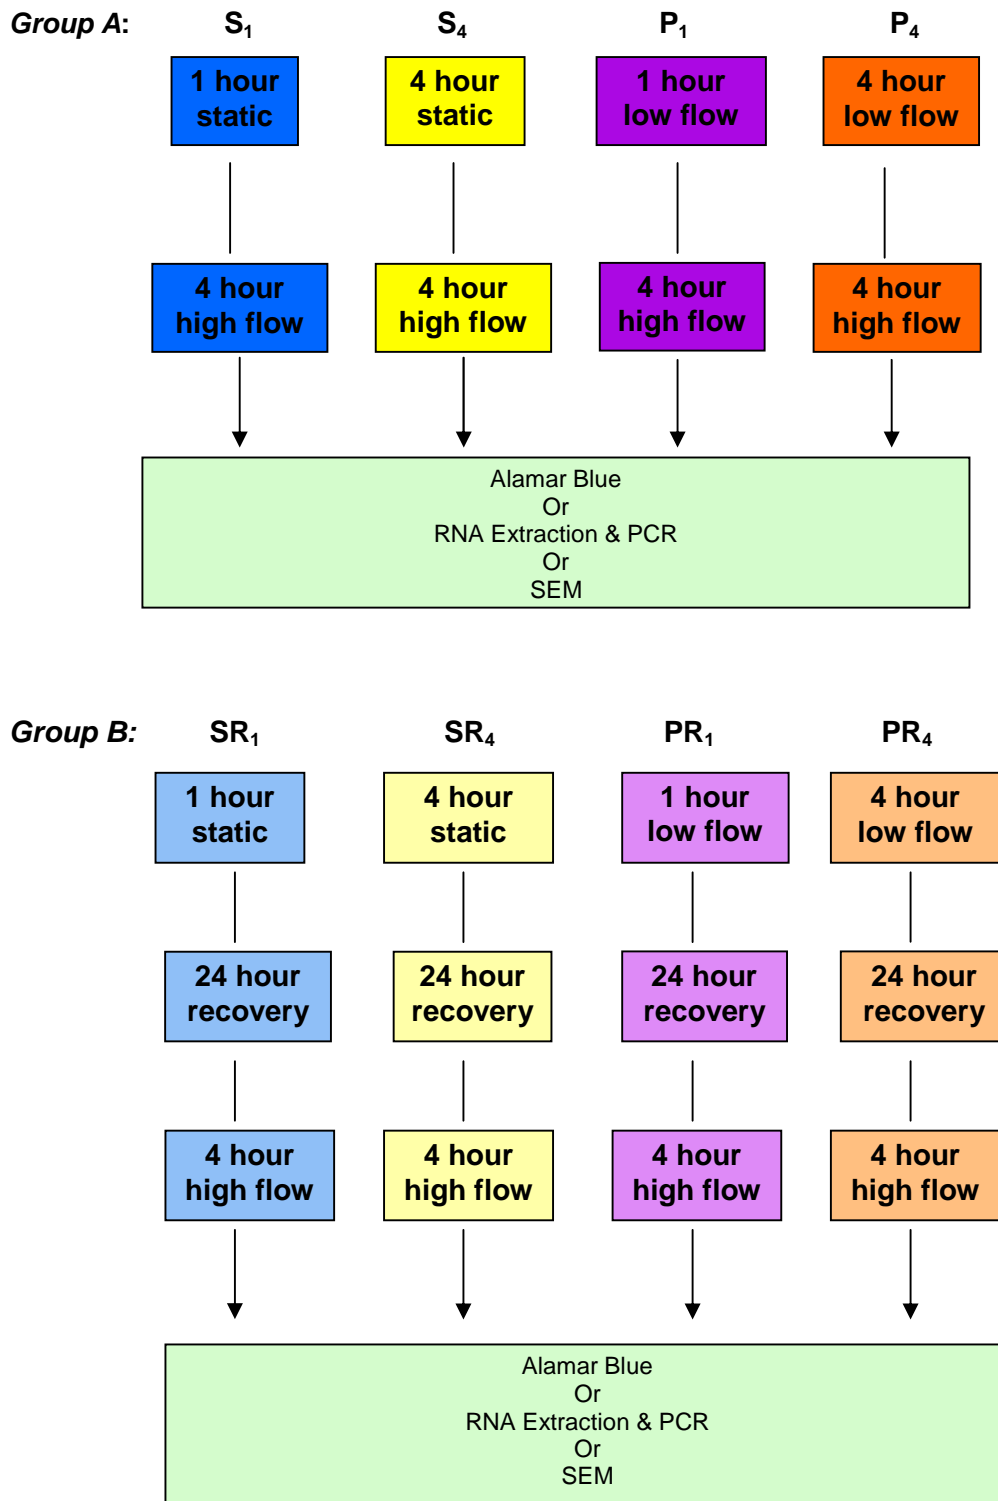 Group A: S₁ S₄ P₁ P₄
1 hour 4 hour 1 hour 4 hour
static static low flow low flow
4 hour 4 hour 4 hour 4 hour
high flow high flow high flow high flow
Alamar Blue
Or
RNA Extraction & PCR
Or
SEM
Group B: SR₁ SR₄ PR₁ PR₄
1 hour 4 hour 1 hour 4 hour
static static low flow low flow
24 hour 24 hour 24 hour 24 hour
recovery recovery recovery recovery
4 hour 4 hour 4 hour 4 hour
high flow high flow high flow high flow
Alamar Blue
Or
RNA Extraction & PCR
Or
SEM